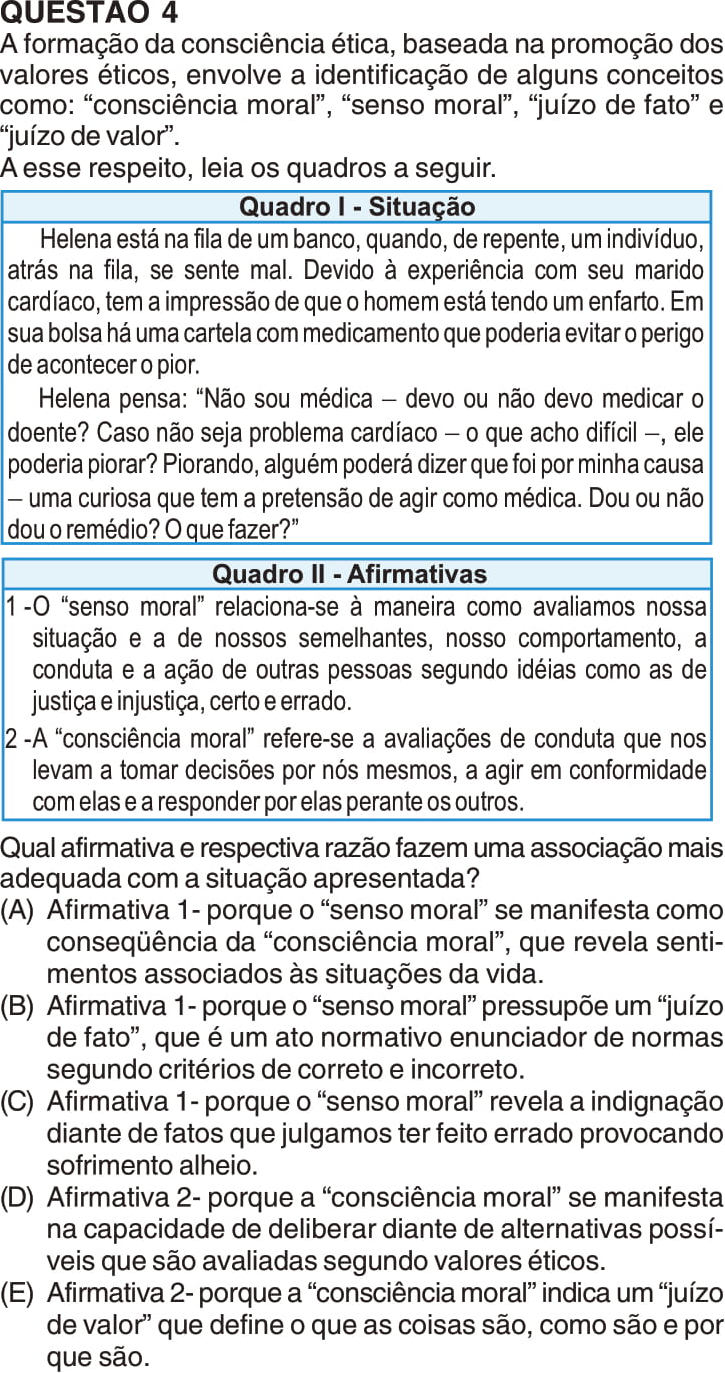 QUESTÃO 4
A formação da consciência ética, baseada na promoção dos
valores éticos, envolve a identificação de alguns conceitos
como: “consciência moral”, “senso moral”, “juízo de fato” e
“juízo de valor”.
A esse respeito, leia os quadros a seguir.
Quadro I - Situação
Helena está na fila de um banco, quando, de repente, um indivíduo,
atrás na fila, se sente mal. Devido à experiência com seu marido
cardíaco, tem a impressão de que o homem está tendo um enfarto. Em
sua bolsa há uma cartela com medicamento que poderia evitar o perigo
de acontecer o pior.
Helena pensa: “Não sou médica – devo ou não devo medicar o
doente? Caso não seja problema cardíaco – o que acho difícil –, ele
poderia piorar? Piorando, alguém poderá dizer que foi por minha causa
– uma curiosa que tem a pretensão de agir como médica. Dou ou não
dou o remédio? O que fazer?”
Quadro II - Afirmativas
1 -O “senso moral” relaciona-se à maneira como avaliamos nossa
situação e a de nossos semelhantes, nosso comportamento, a
conduta e a ação de outras pessoas segundo idéias como as de
justiça e injustiça, certo e errado.
2 -A “consciência moral” refere-se a avaliações de conduta que nos
levam a tomar decisões por nós mesmos, a agir em conformidade
com elas e a responder por elas perante os outros.
Qual afirmativa e respectiva razão fazem uma associação mais
adequada com a situação apresentada?
(A) Afirmativa 1- porque o “senso moral” se manifesta como
conseqüência da “consciência moral”, que revela senti-
mentos associados às situações da vida.
(B) Afirmativa 1- porque o “senso moral” pressupõe um “juízo
de fato”, que é um ato normativo enunciador de normas
segundo critérios de correto e incorreto.
(C) Afirmativa 1- porque o “senso moral” revela a indignação
diante de fatos que julgamos ter feito errado provocando
sofrimento alheio.
(D) Afirmativa 2- porque a “consciência moral” se manifesta
na capacidade de deliberar diante de alternativas possí-
veis que são avaliadas segundo valores éticos.
(E) Afirmativa 2- porque a “consciência moral” indica um “juízo
de valor” que define o que as coisas são, como são e por
que são.